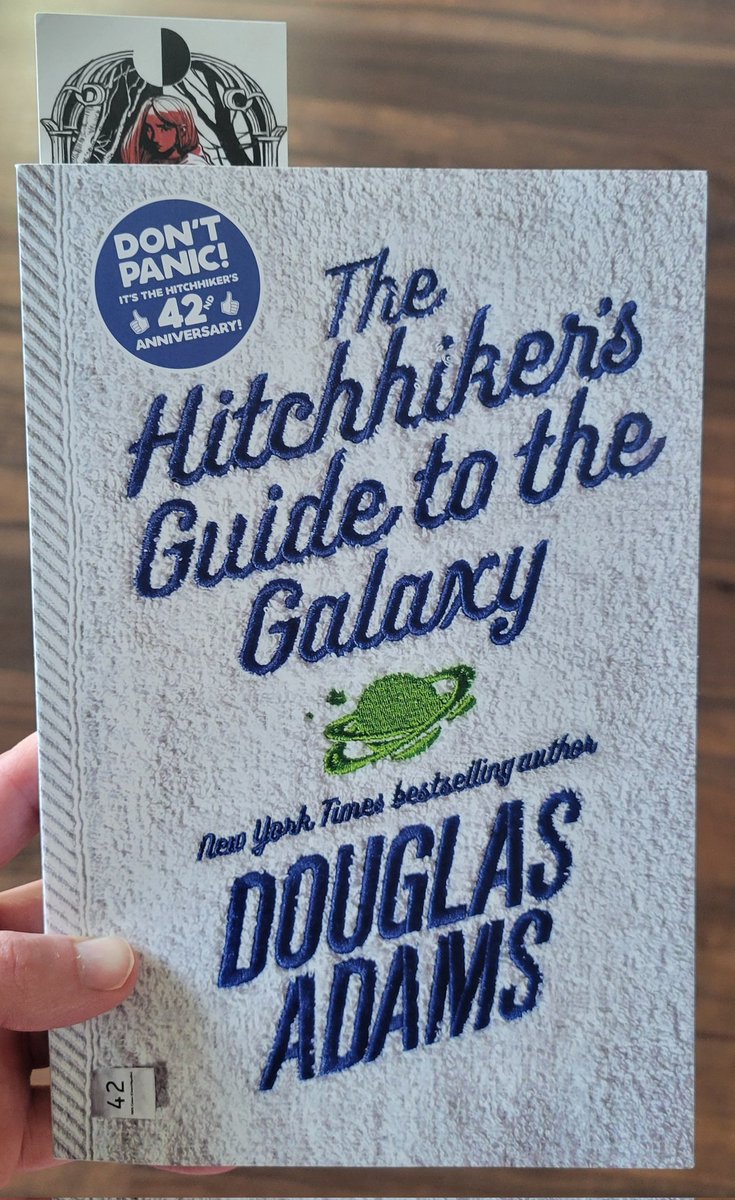 DON'T
PANIC!
IT'S THE HITCHHIKER'S
42ND
ANNIVERSARY!
The
Hitchhiker's
Guide to the
Galaxy
New York Times bestselling author
DOUGLAS
ADAMS
42